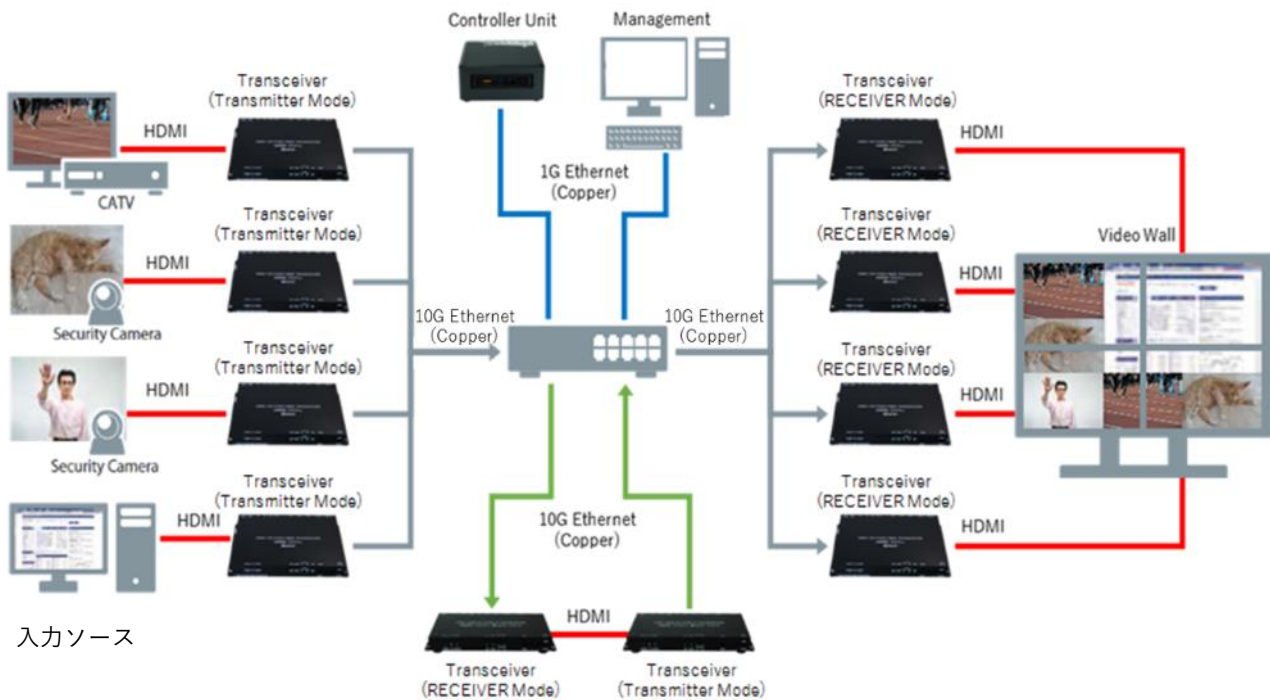 Controller Unit
Management
Transceiver
(Transmitter Mode)
HDMI
CATV
Transceiver
(Transmitter Mode)
HDMI
Security Camera
Transceiver
(Transmitter Mode)
HDMI
Security Camera
Transceiver
(Transmitter Mode)
HDMI
入力ソース
10G Ethernet
(Copper)
1G Ethernet
(Copper)
10G Ethernet
(Copper)
10G Ethernet
(Copper)
Transceiver
(RECEIVER Mode)
HDMI
Transceiver
(Transmitter Mode)
Transceiver
(RECEIVER Mode)
HDMI
Transceiver
(RECEIVER Mode)
HDMI
Transceiver
(RECEIVER Mode)
HDMI
Transceiver
(RECEIVER Mode)
HDMI
Video Wall